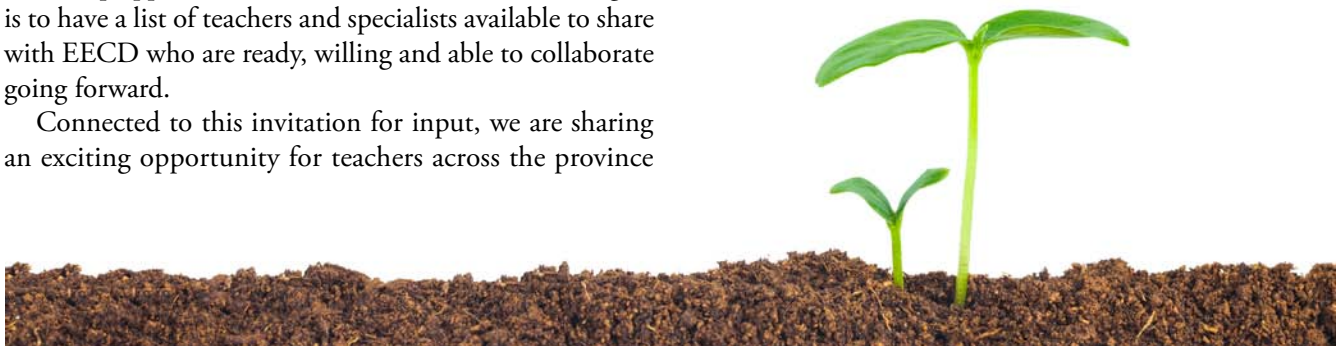 is to have a list of teachers and specialists available to share
with EECD who are ready, willing and able to collaborate
going forward.
Connected to this invitation for input, we are sharing
an exciting opportunity for teachers across the province